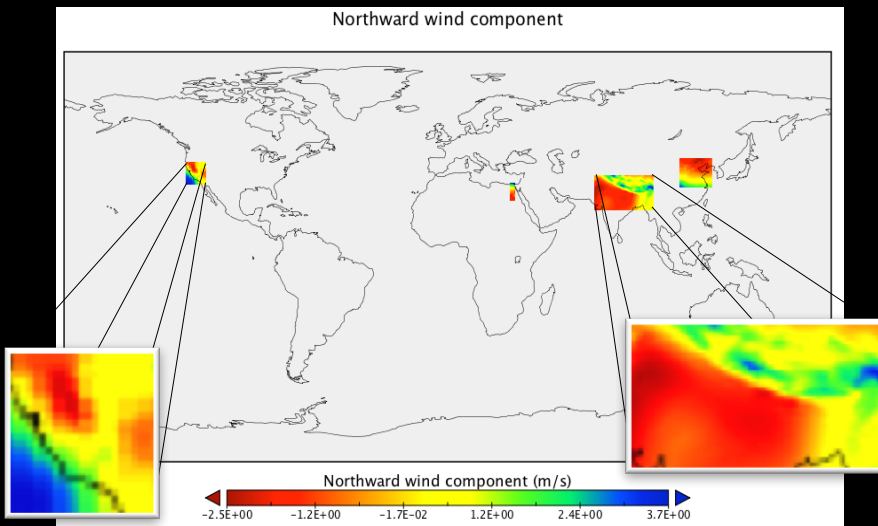 Northward wind component
Northward wind component (m/s)
-2.5E+00 -1.2E+00 -1.7E-02 1.2E+00 2.4E+00 3.7E+00